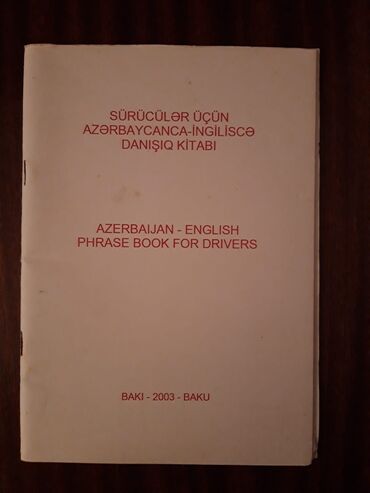 SÜRÜCÜLƏR ÜÇÜN
AZƏRBAYCANCA-İNGİLİSCƏ
DANIŞIQ KİTABI
AZERBAIJAN - ENGLISH
PHRASE BOOK FOR DRIVERS
BAKI - 2003 - BAKU